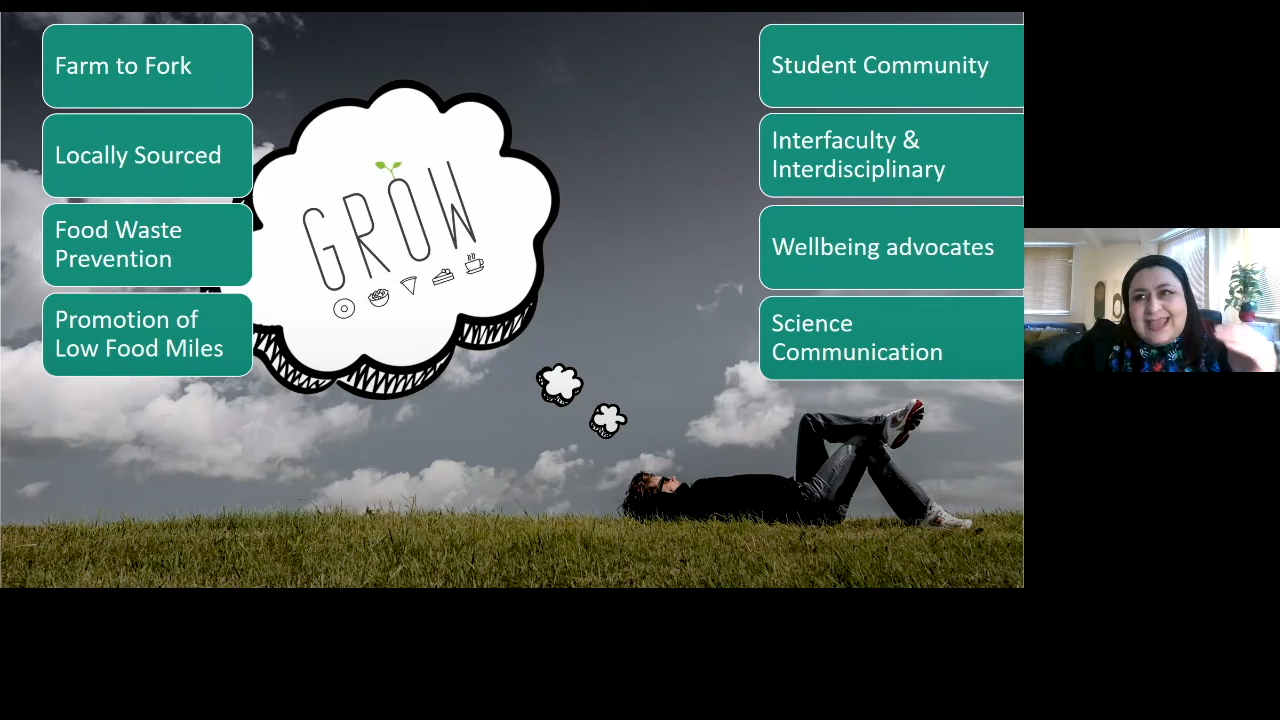 Farm to Fork
Locally Sourced
Food Waste
Prevention
Promotion of
Low Food Miles
GROW
Student Community
Interfaculty &
Interdisciplinary
Wellbeing advocates
Science
Communication